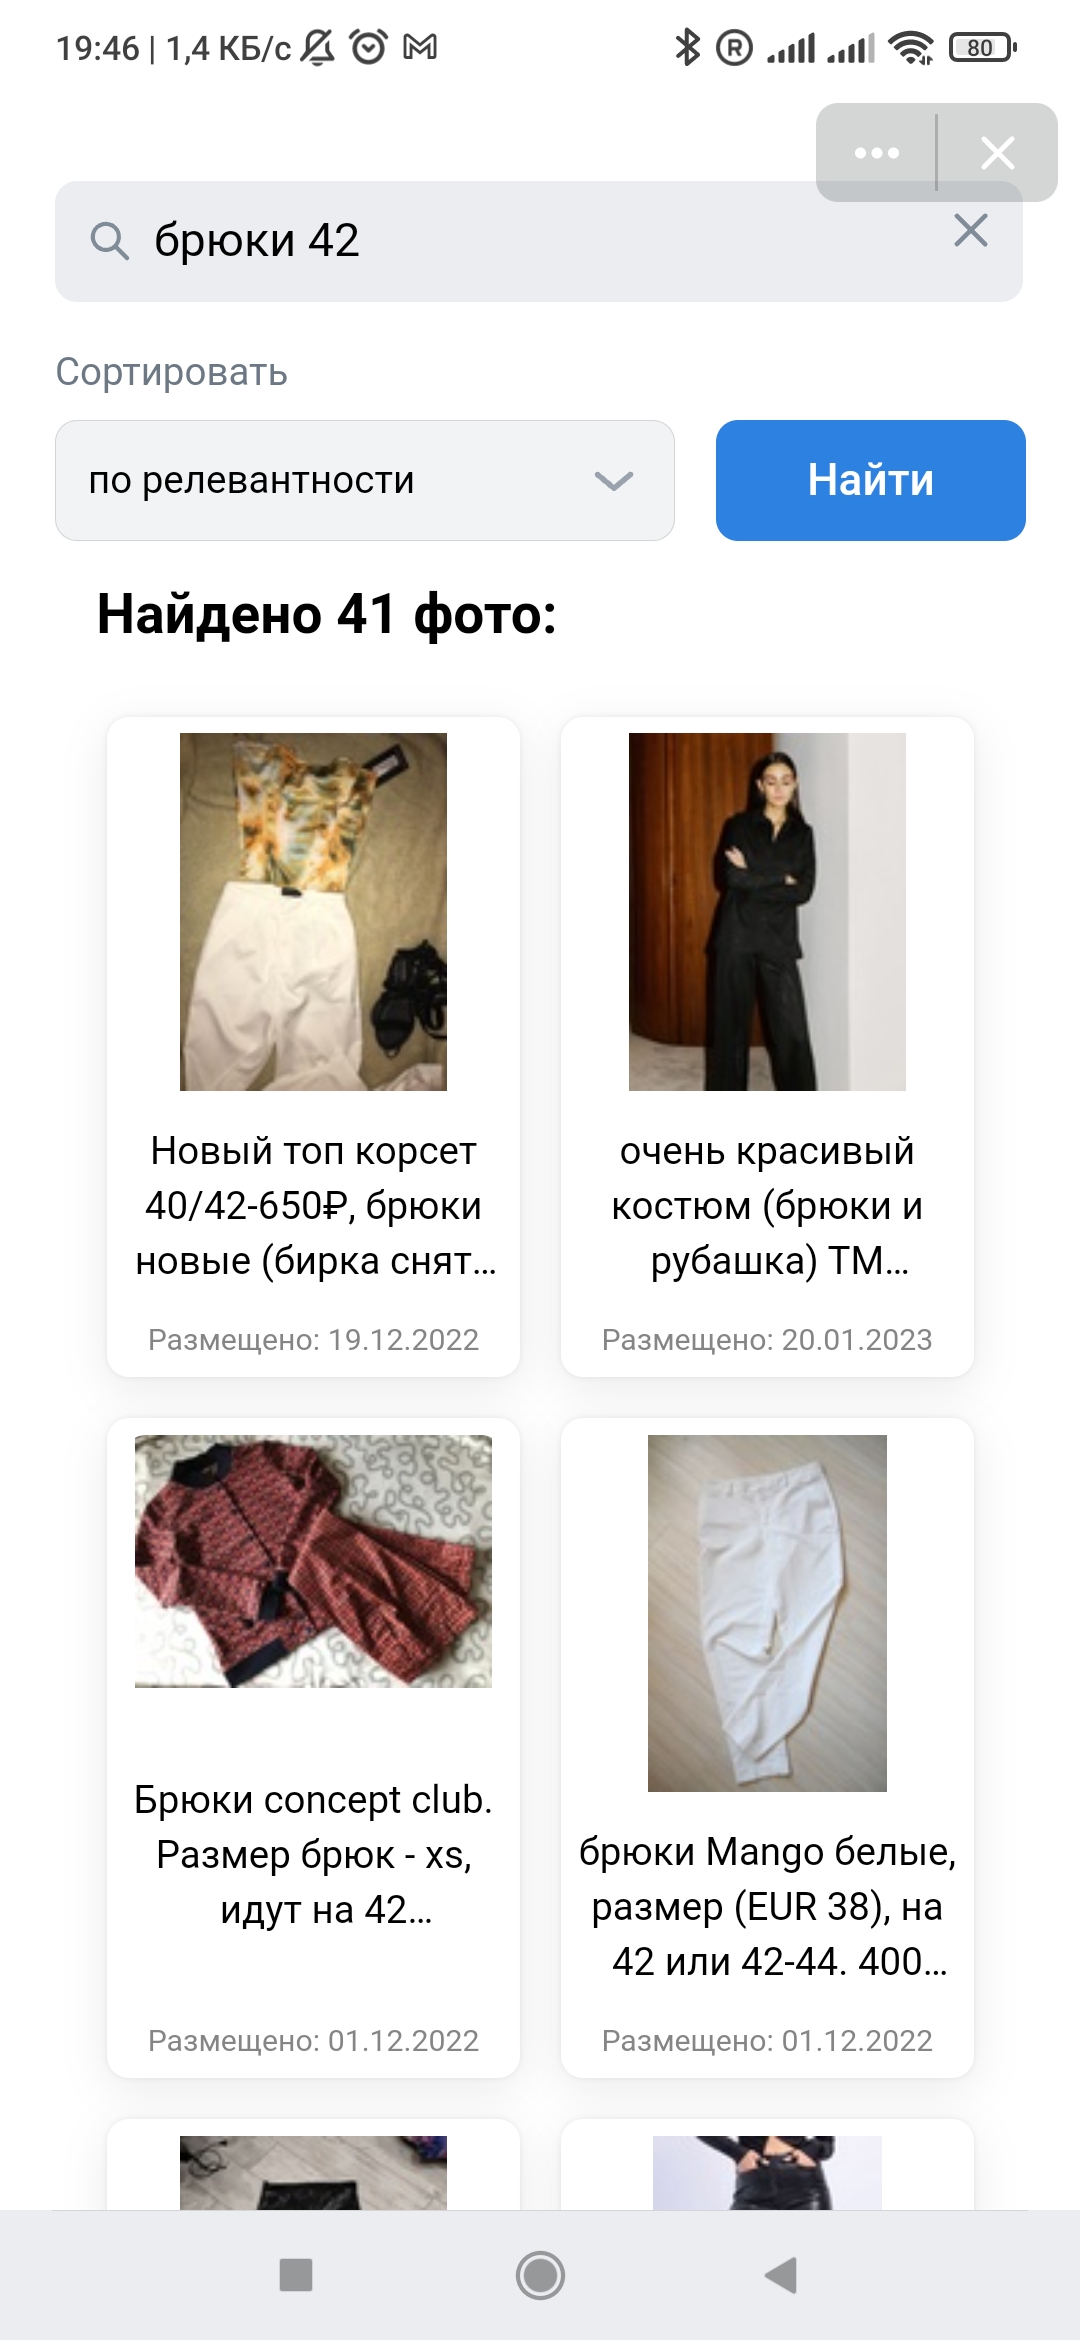 19:46 | 1,4 КБ/с
80
брюки 42
Сортировать
по релевантности
Найти
Найдено 41 фото:
Новый топ корсет
40/42-650₽, брюки
новые (бирка снят…
Размещено: 19.12.2022
очень красивый
костюм (брюки и
рубашка) ТМ…
Размещено: 20.01.2023
Брюки concept club.
Размер брюк - xs,
идут на 42…
Размещено: 01.12.2022
брюки Mango белые,
размер (EUR 38), на
42 или 42-44. 400…
Размещено: 01.12.2022